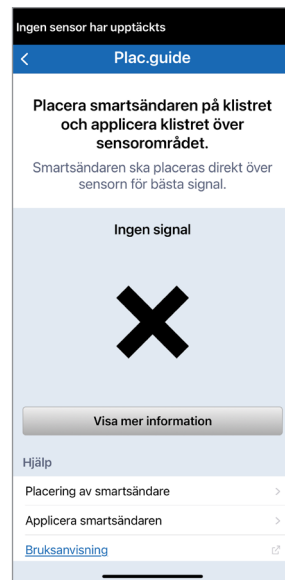 Ingen sensor har upptäckts
Plac.guide
Placera smartsändaren på klistret
och applicera klistret över
sensorområdet.
Smartsändaren ska placeras direkt över
sensorn för bästa signal.
Ingen signal
Visa mer information
Hjälp
Placering av smartsändare
Applicera smartsändaren
Bruksanvisning